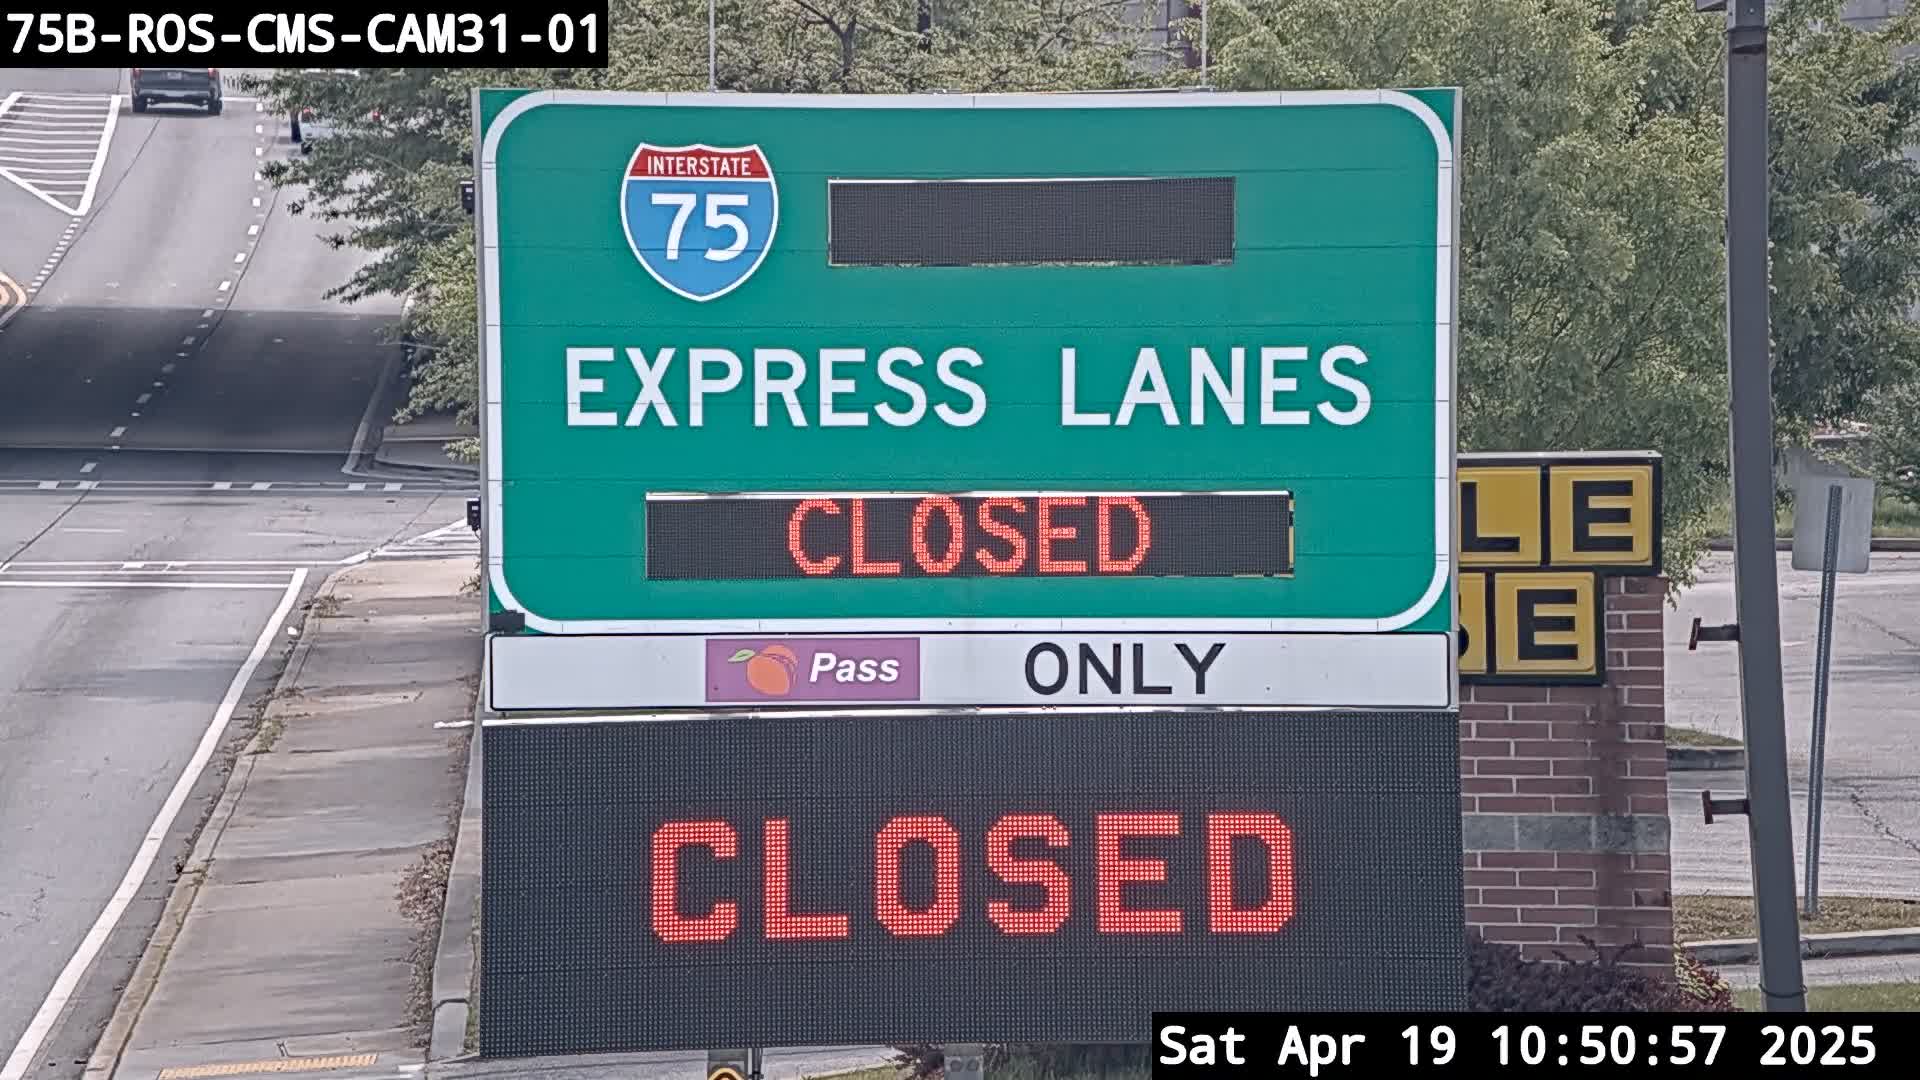 75B-ROS-CMS-CAM31-01
INTERSTATE
75
EXPRESS LANES
CLOSED
Pass ONLY
LE
E
CLOSED
Sat Apr 19 10:50:57 2025